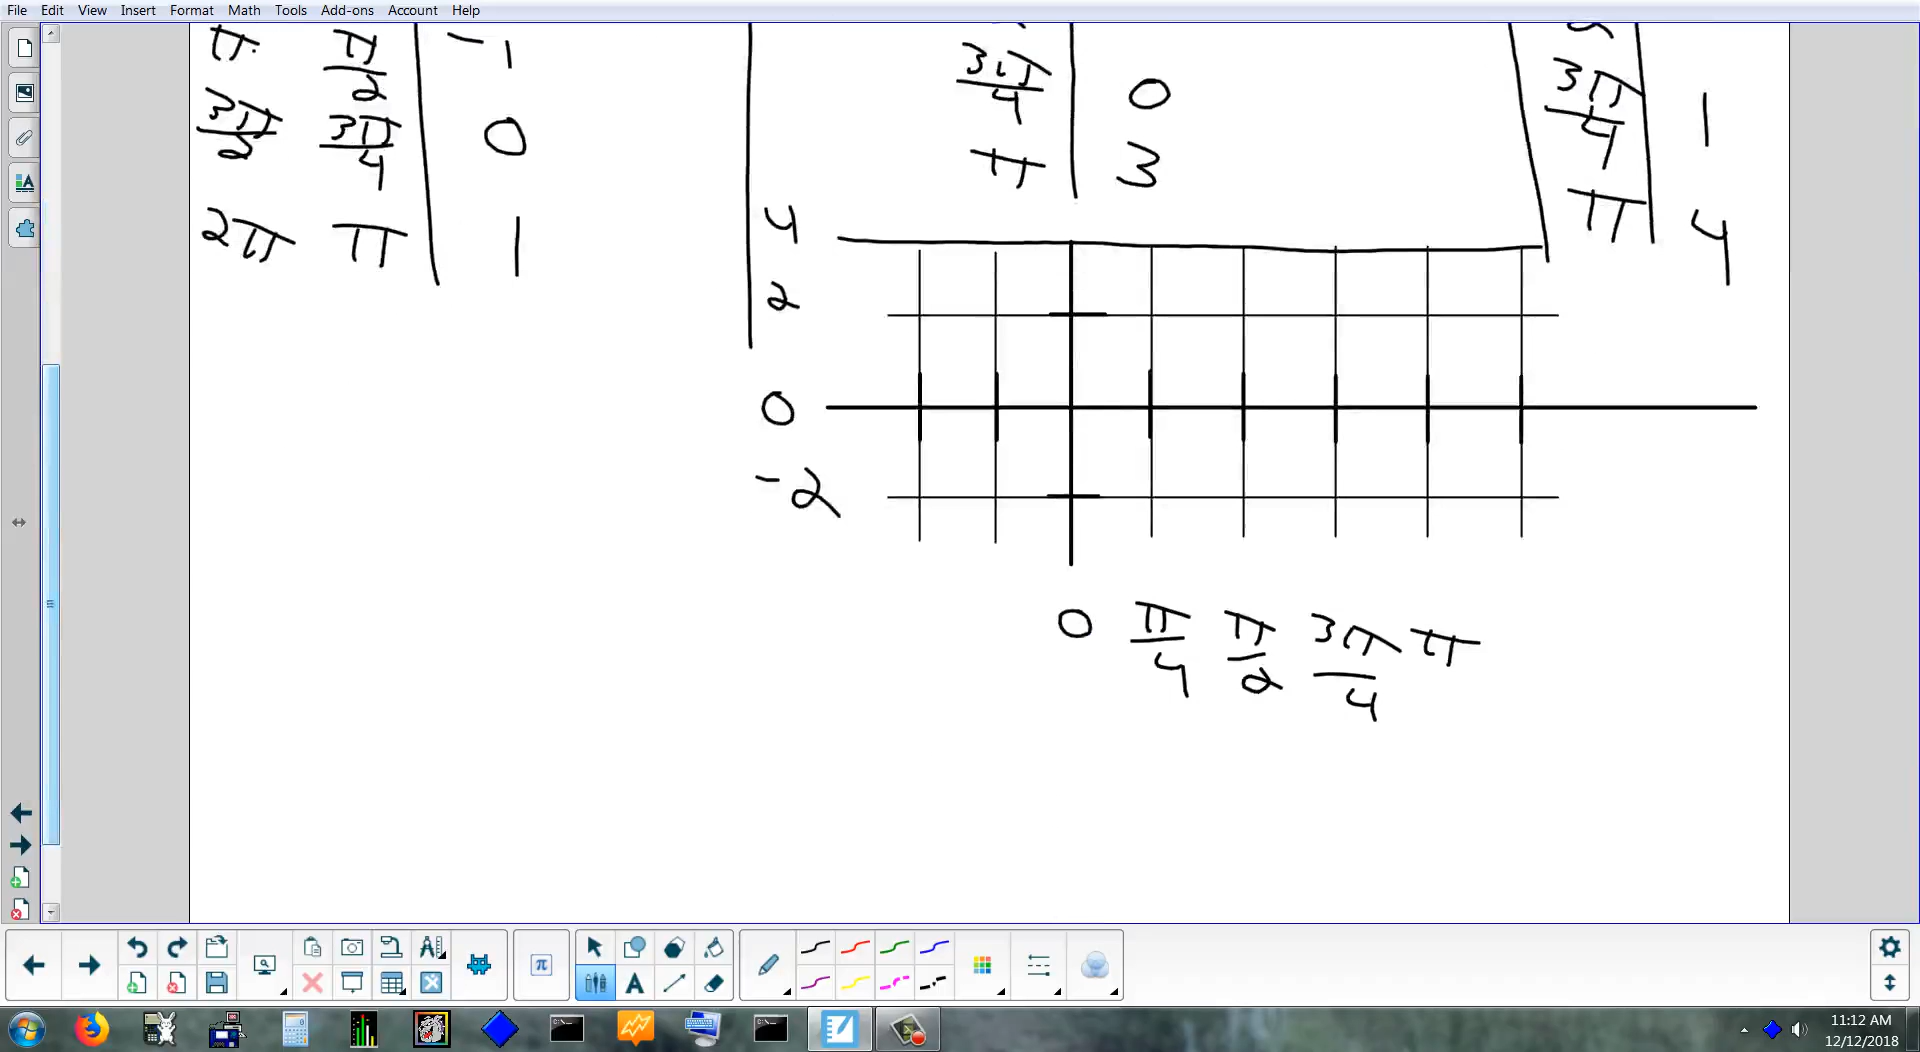 File Edit View Insert Format Math Tools Add-ons Account Help
π π/2 -1
3π/2 3π/4 0
2π π 1
3π/4 0
π 3
3π/4 1
π 4
4
2
0
-2
0 π/4 π/2 3π/4 π
π
A
11:12 AM
12/12/2018